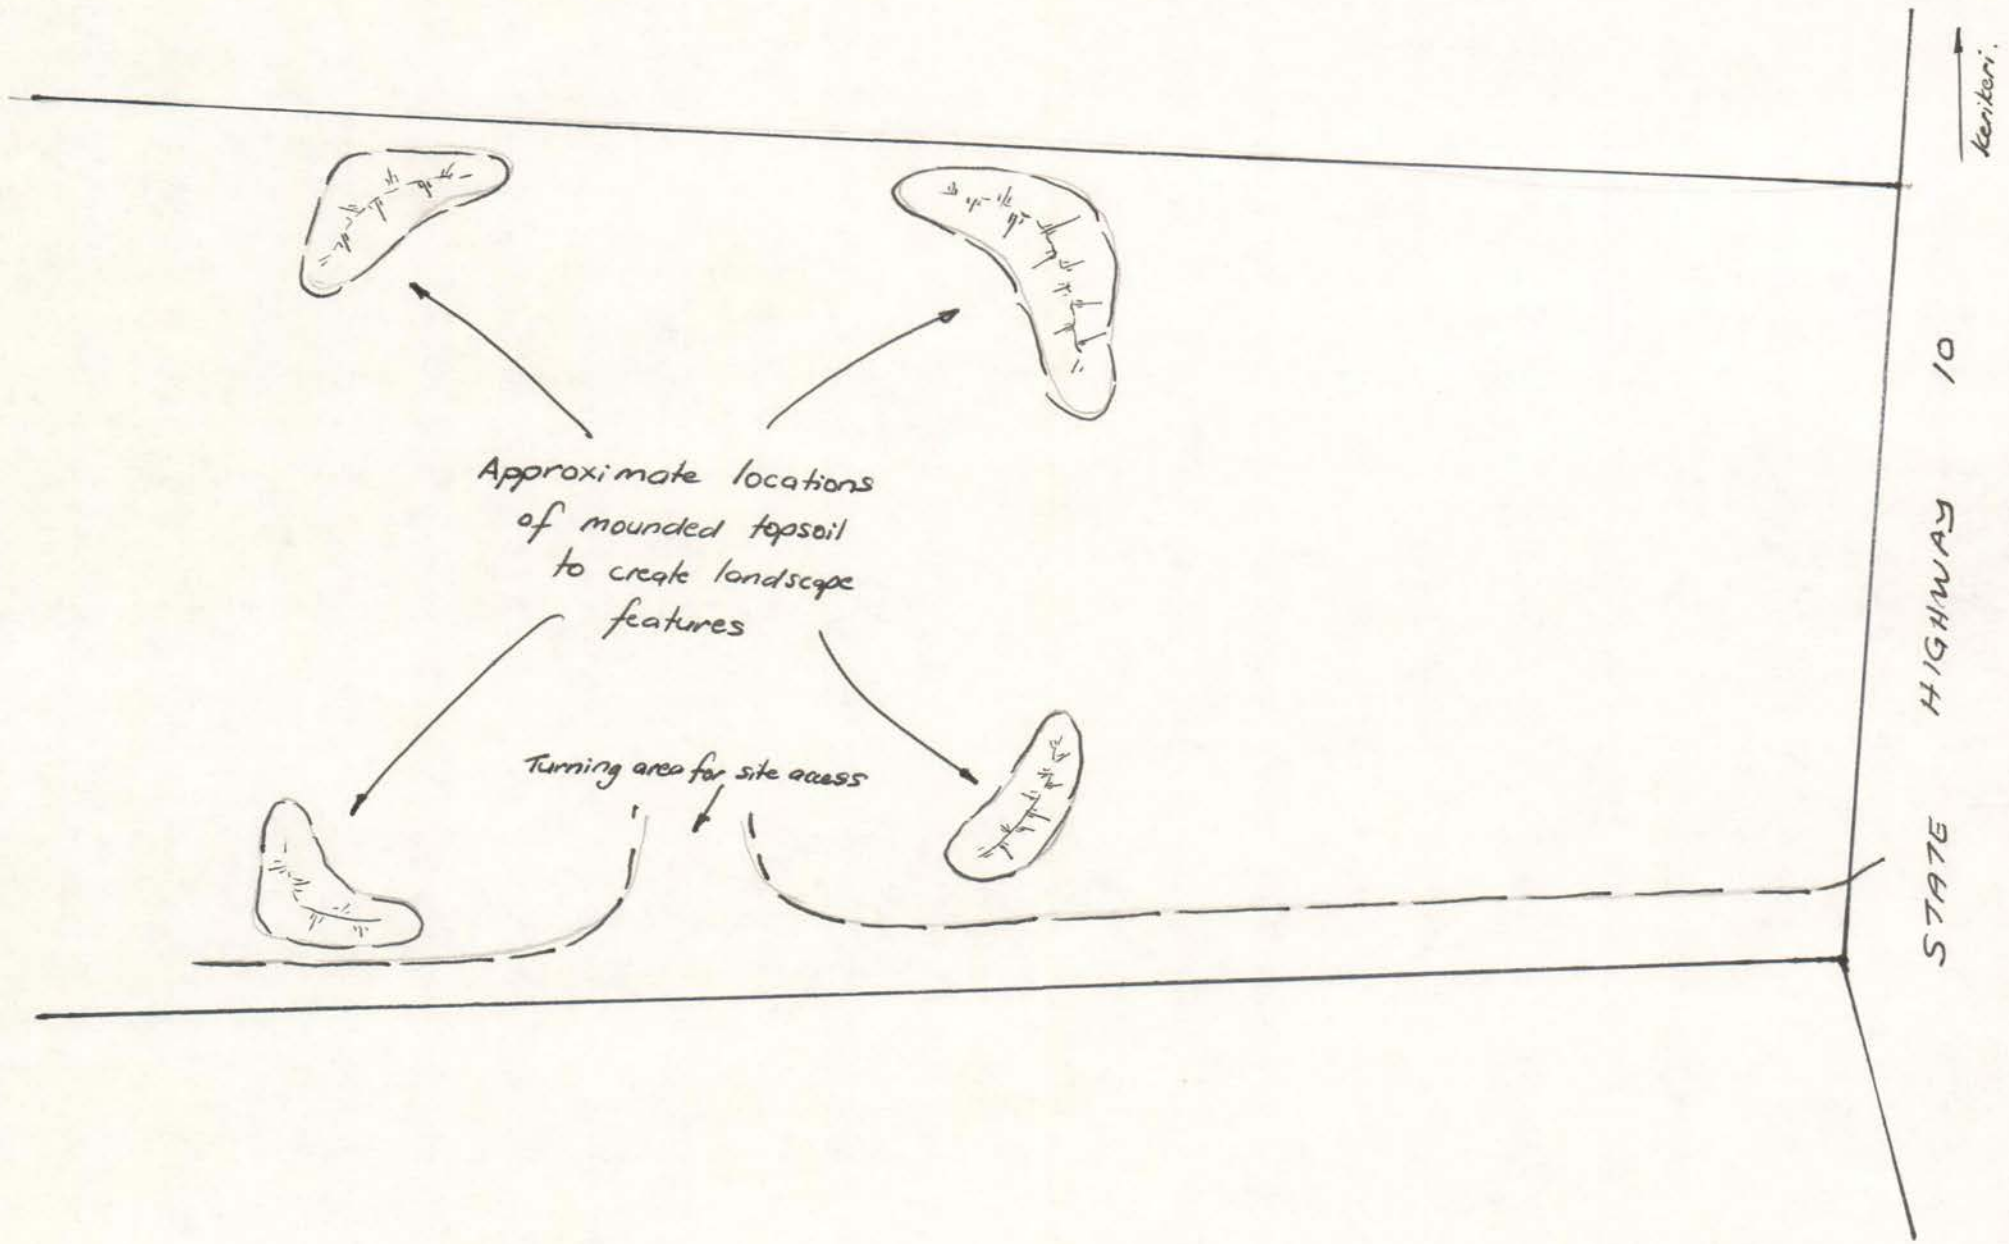 Approximate locations
of mounded topsoil
to create landscape
features
Turning area for site access
STATE HIGHWAY 10
Kerikeri.